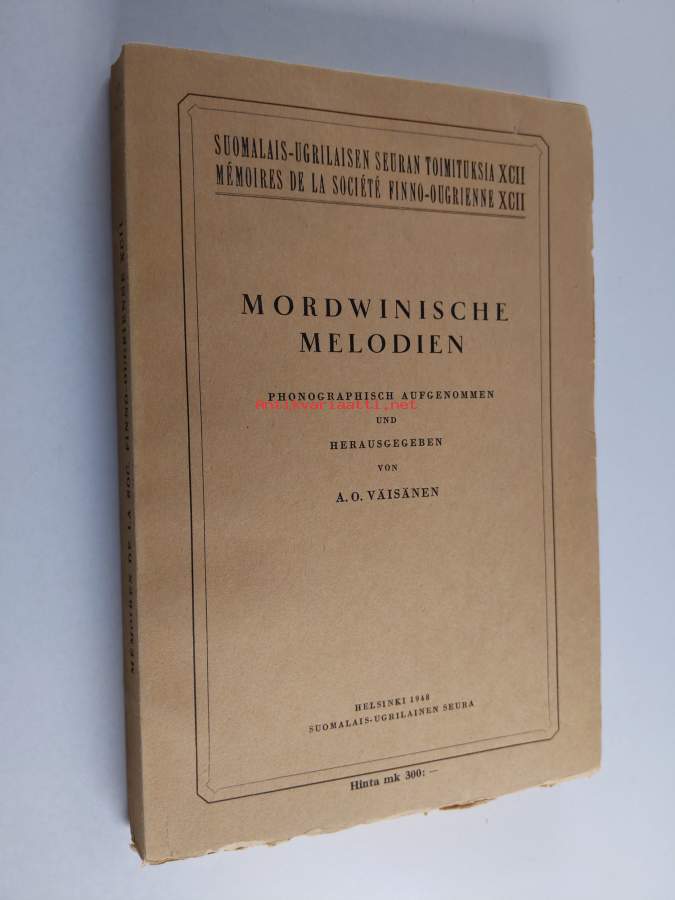 SUOMALAIS-UGRILAISEN SEURAN TOIMITUKSIA XCII
MÉMOIRES DE LA SOCIÉTÉ FINNO-OUGRIENNE XCII
MORDWINISCHE
MELODIEN
PHONOGRAPHISCH AUFGENOMMEN
Antikvariaatti.net
UND
HERAUSGEGEBEN
VON
A. O. VÄISÄNEN
HELSINKI 1948
SUOMALAIS-UGRILAINEN SEURA
Hinta mk 300: —
MÉMOIRES DE LA SOC. FINNO-OUGRIENNE XCII